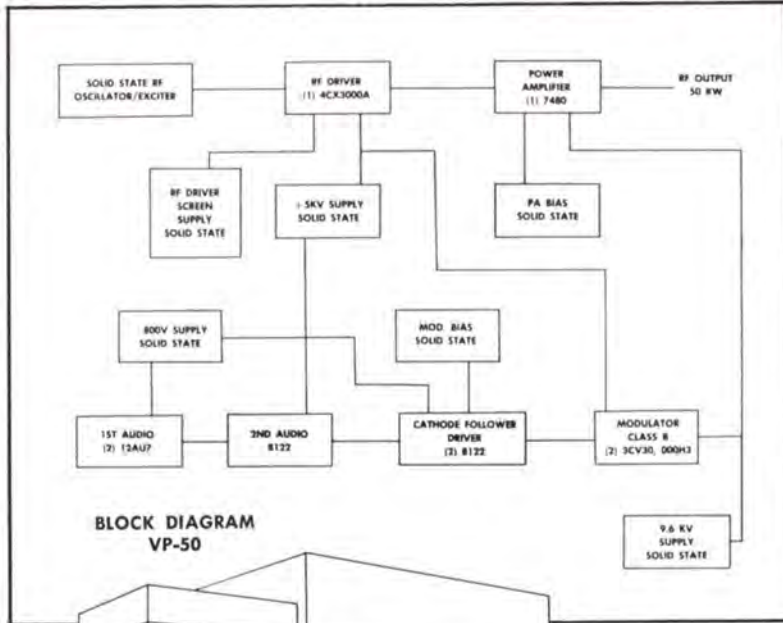 SOLID STATE RF
OSCILLATOR/EXCITER
RF DRIVER
(1) 4CX3000A
POWER
AMPLIFIER
(1) 7480
RF OUTPUT
50 KW
RF DRIVER
SCREEN
SUPPLY
SOLID STATE
+5KV SUPPLY
SOLID STATE
PA BIAS
SOLID STATE
800V SUPPLY
SOLID STATE
MOD. BIAS
SOLID STATE
1ST AUDIO
(2) 12AU7
2ND AUDIO
8122
CATHODE FOLLOWER
DRIVER
(2) 8122
MODULATOR
CLASS B
(2) 3CV30, 000H3
9.6 KV
SUPPLY
SOLID STATE
BLOCK DIAGRAM
VP-50